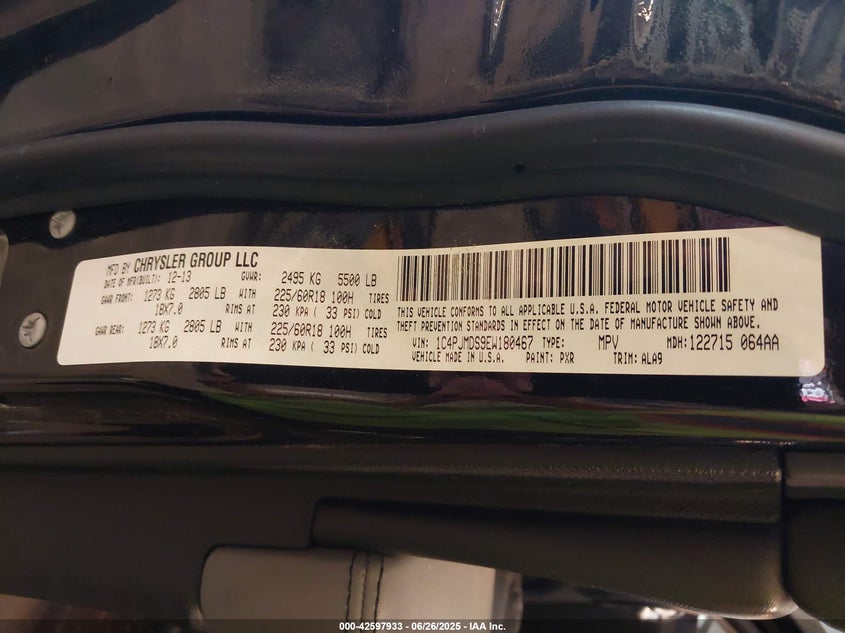 MFD BY CHRYSLER GROUP LLC
DATE OF MFR(BUILT): 12-13 GVWR: 2495 KG 5500 LB
GAWR FRONT: 1273 KG 2805 LB WITH 225/60R18 100H TIRES
18X7.0 RIMS AT 230 KPA ( 33 PSI) COLD
GAWR REAR: 1273 KG 2805 LB WITH 225/60R18 100H TIRES
18X7.0 RIMS AT 230 KPA ( 33 PSI) COLD
THIS VEHICLE CONFORMS TO ALL APPLICABLE U.S.A. FEDERAL MOTOR VEHICLE SAFETY AND
THEFT PREVENTION STANDARDS IN EFFECT ON THE DATE OF MANUFACTURE SHOWN ABOVE.
VIN: 1C4PJMDS9EW180467 TYPE: MPV MDH:122715 064AA
VEHICLE MADE IN U.S.A. PAINT: PXR TRIM: ALA9
000-42597933 - 06/26/2025 - IAA Inc.